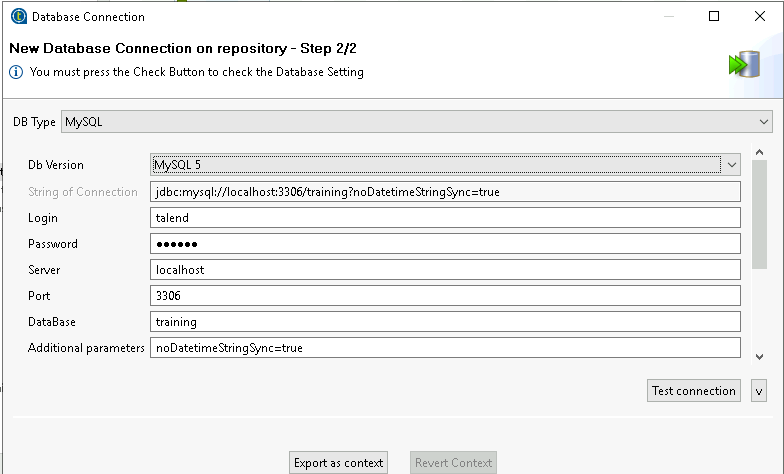 Database Connection
New Database Connection on repository - Step 2/2
You must press the Check Button to check the Database Setting
DB Type MySQL
Db Version MySQL 5
String of Connection jdbc:mysql://localhost:3306/training?noDatetimeStringSync=true
Login talend
Password ●●●●●●
Server localhost
Port 3306
DataBase training
Additional parameters noDatetimeStringSync=true
Test connection v
Export as context Revert Context